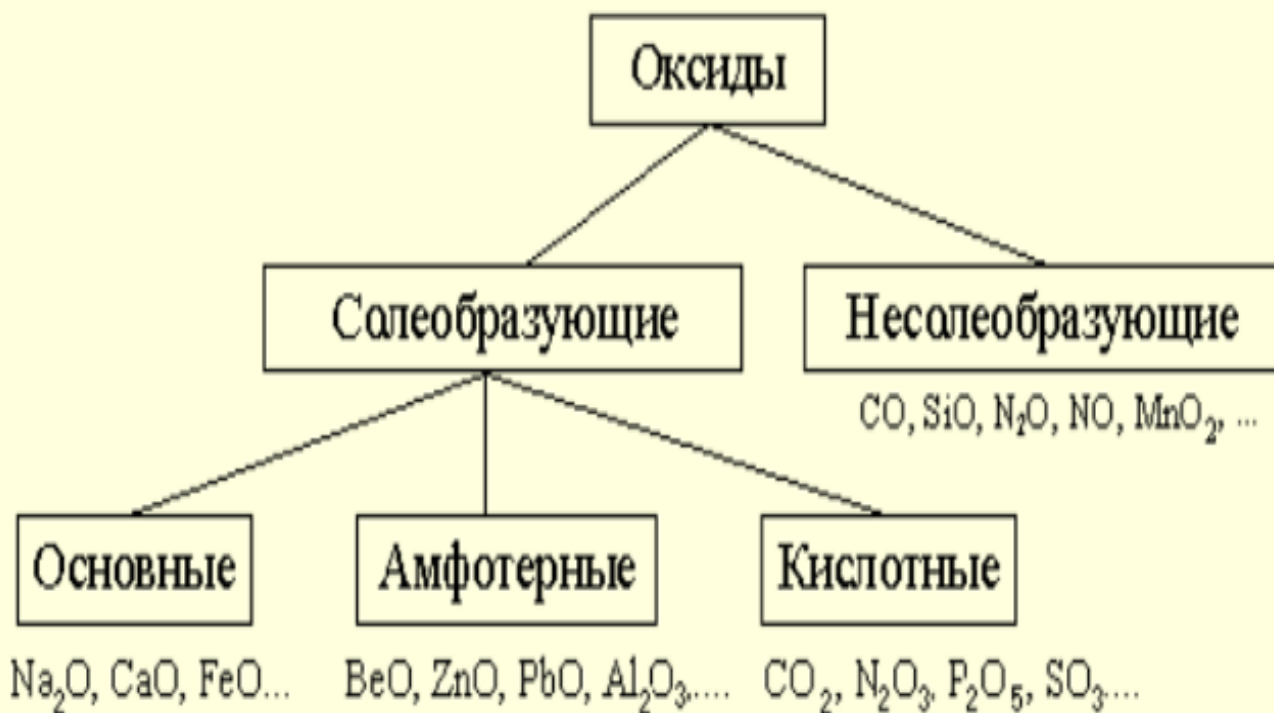 Оксиды
Солеобразующие
Несолеобразующие
CO, SiO, N₂O, NO, MnO₂, ...
Основные
Амфотерные
Кислотные
Na₂O, CaO, FeO...
BeO, ZnO, PbO, Al₂O₃,....
CO₂, N₂O₃, P₂O₅, SO₃....